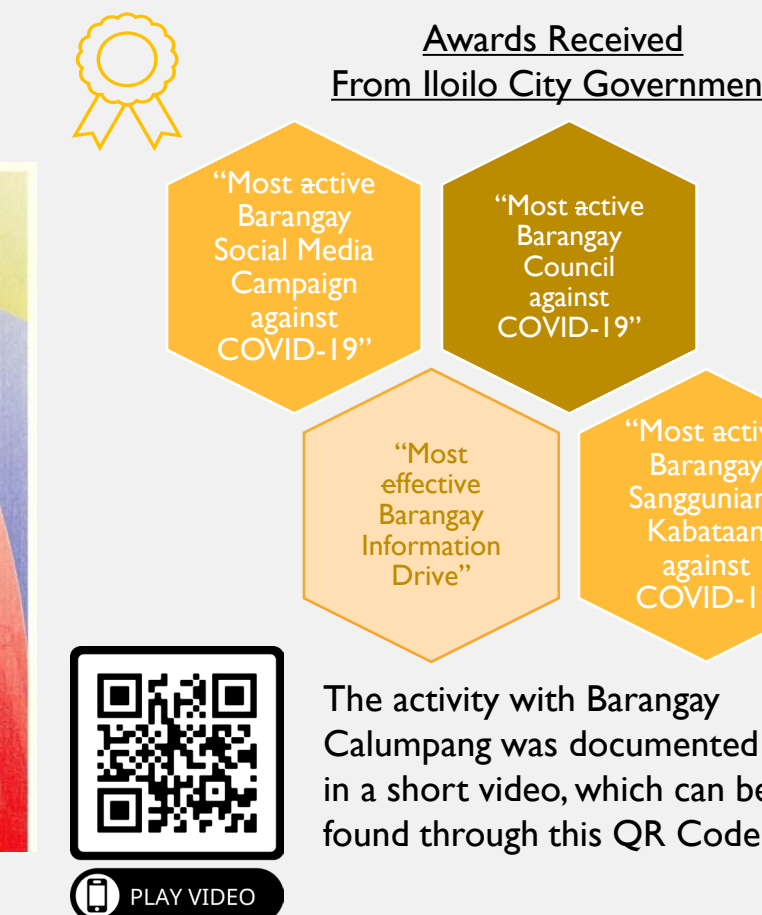 Awards Received
From Iloilo City Governmen
“Most active
Barangay
Social Media
Campaign
against
COVID-19”
“Most active
Barangay
Council
against
COVID-19”
“Most
effective
Barangay
Information
Drive”
“Most activ
Barangay
Sanggunian
Kabataan
against
COVID-1
The activity with Barangay
Calumpang was documented
in a short video, which can be
found through this QR Code
PLAY VIDEO